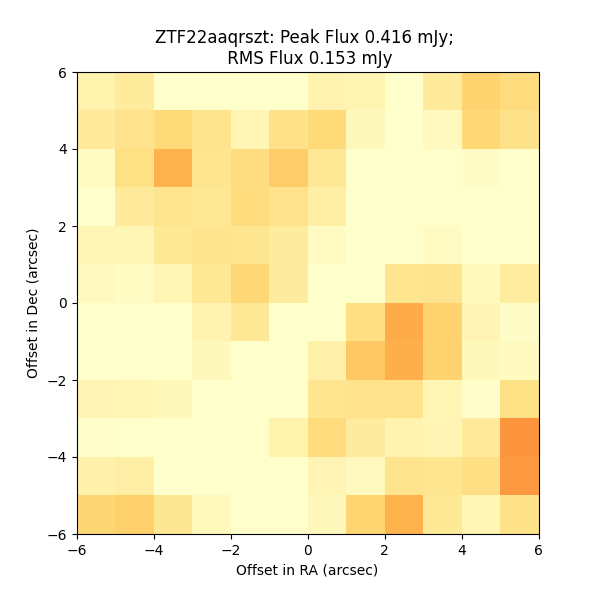 ZTF22aaqrszt: Peak Flux 0.416 mJy;
RMS Flux 0.153 mJy
6
4
2
0
−2
−4
−6
Offset in Dec (arcsec)
−6 −4 −2 0 2 4 6
Offset in RA (arcsec)